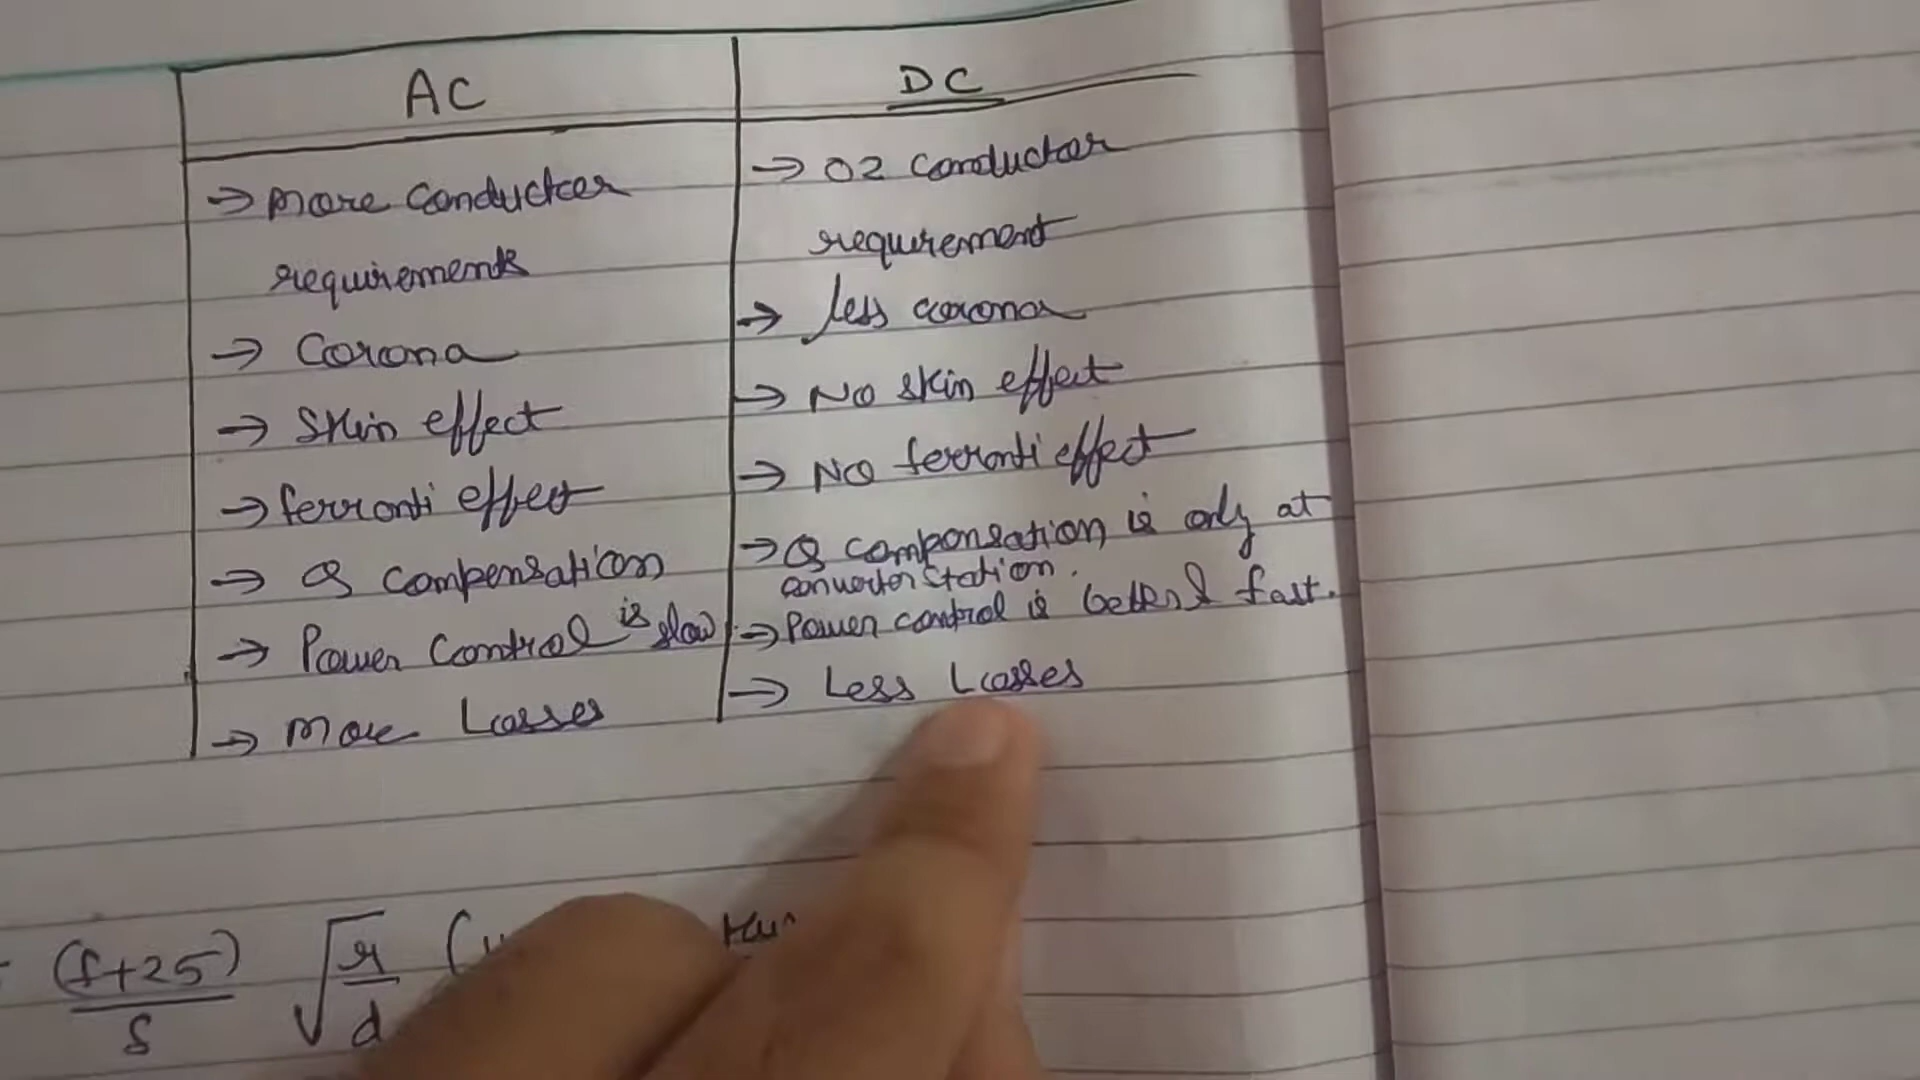 AC
→ more conductor
requirements
→ Corona
→ Skin effect
→ ferronti effect
→ Q compensation
→ Power Control is slow
→ more Losses
DC
→ 02 conductor
requirement
→ less corona
→ No skin effect
→ No ferronti effect
→ Q compensation is only at
converter station.
→ Power control is better & fast.
→ Less Losses
(f+25)
δ
√
r
d
(